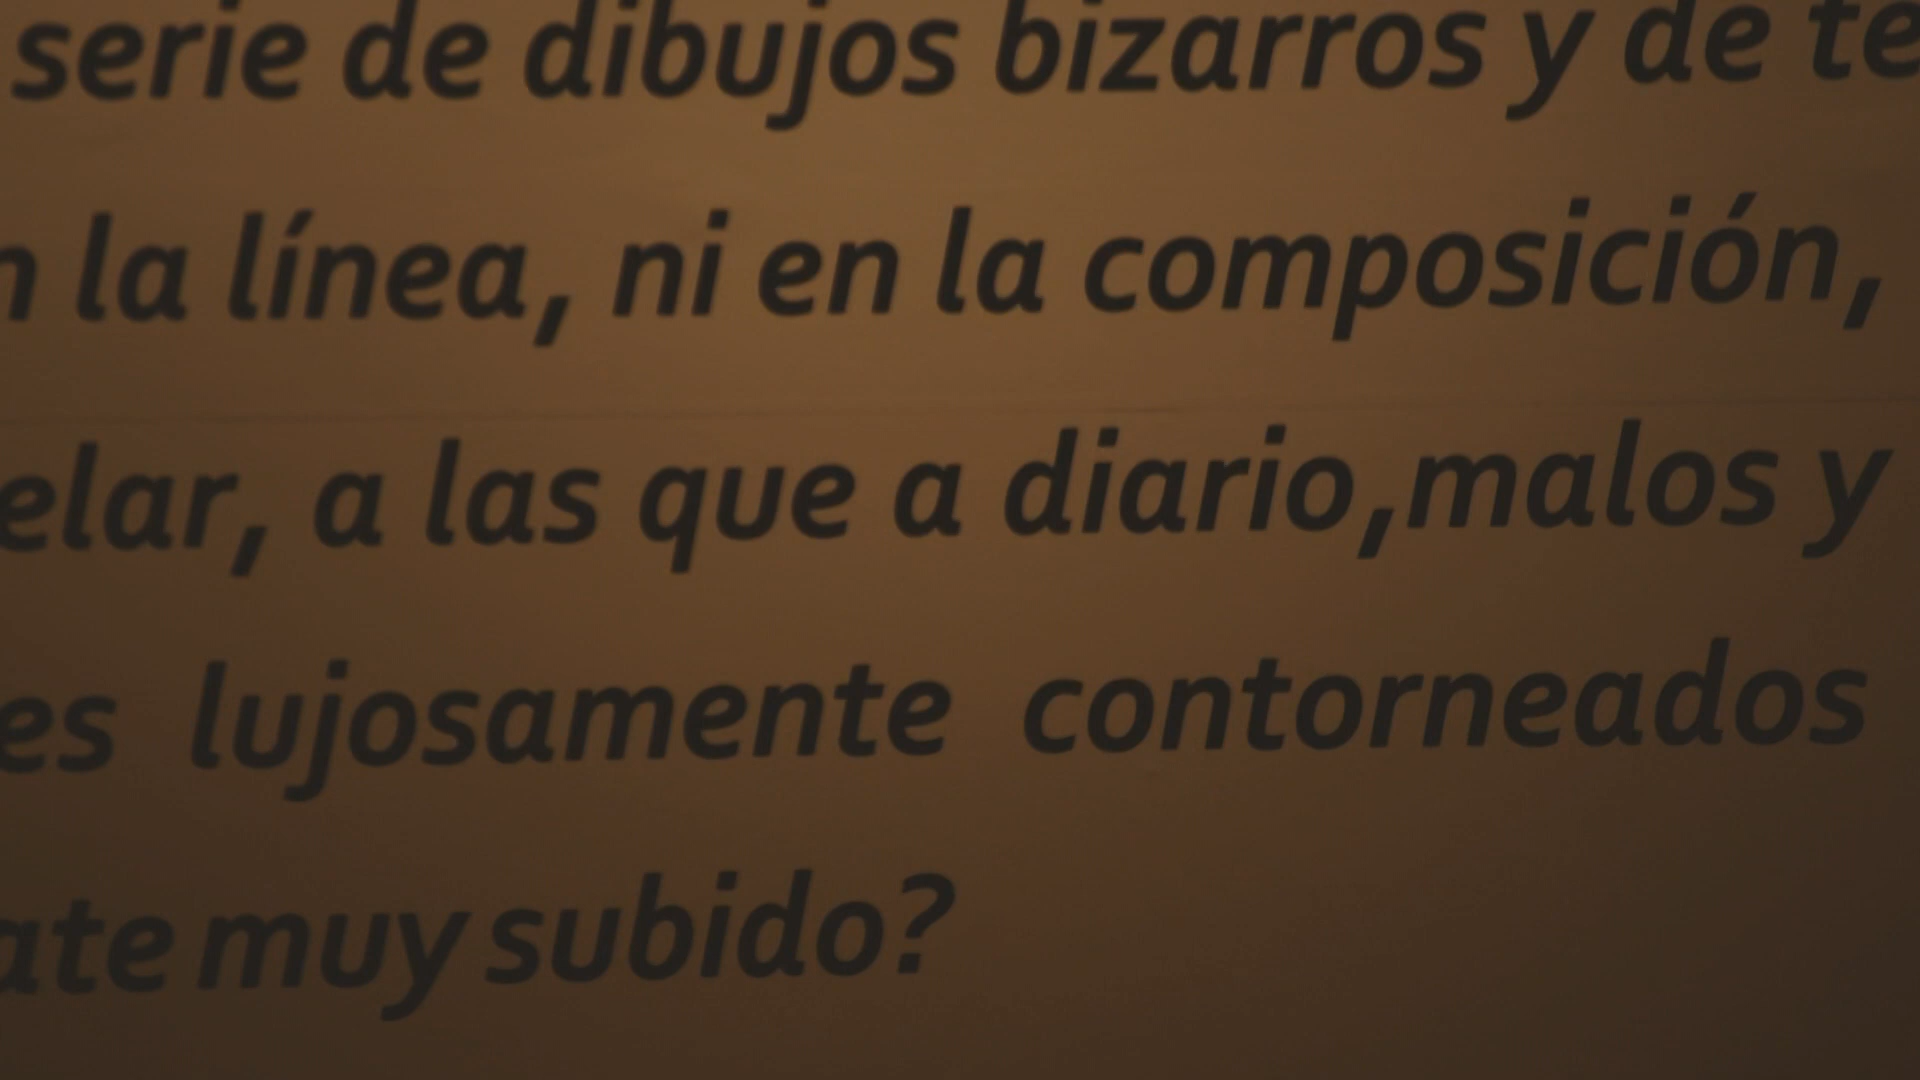 serie de dibujos bizarros y de te
n la línea, ni en la composición,
elar, a las que a diario,malos y
es lujosamente contorneados
ate muy subido?